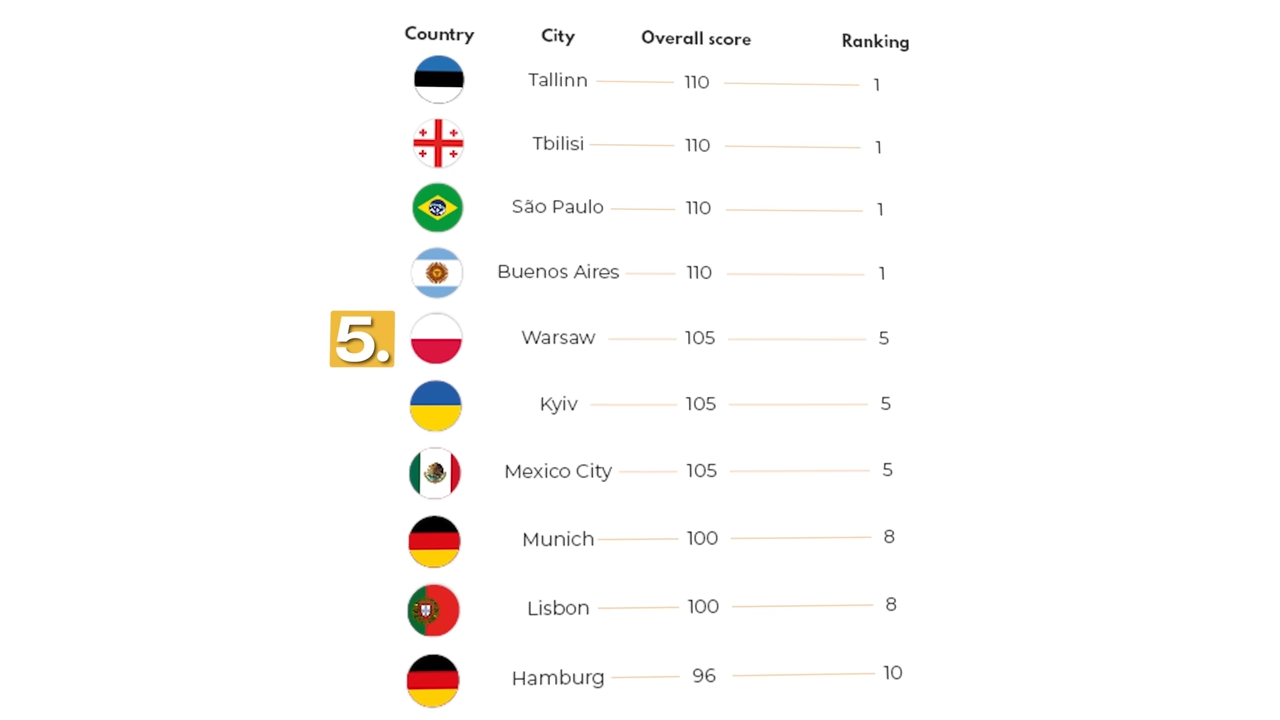 Country City Overall score Ranking
Tallinn 110 1
Tbilisi 110 1
São Paulo 110 1
Buenos Aires 110 1
5. Warsaw 105 5
Kyiv 105 5
Mexico City 105 5
Munich 100 8
Lisbon 100 8
Hamburg 96 10